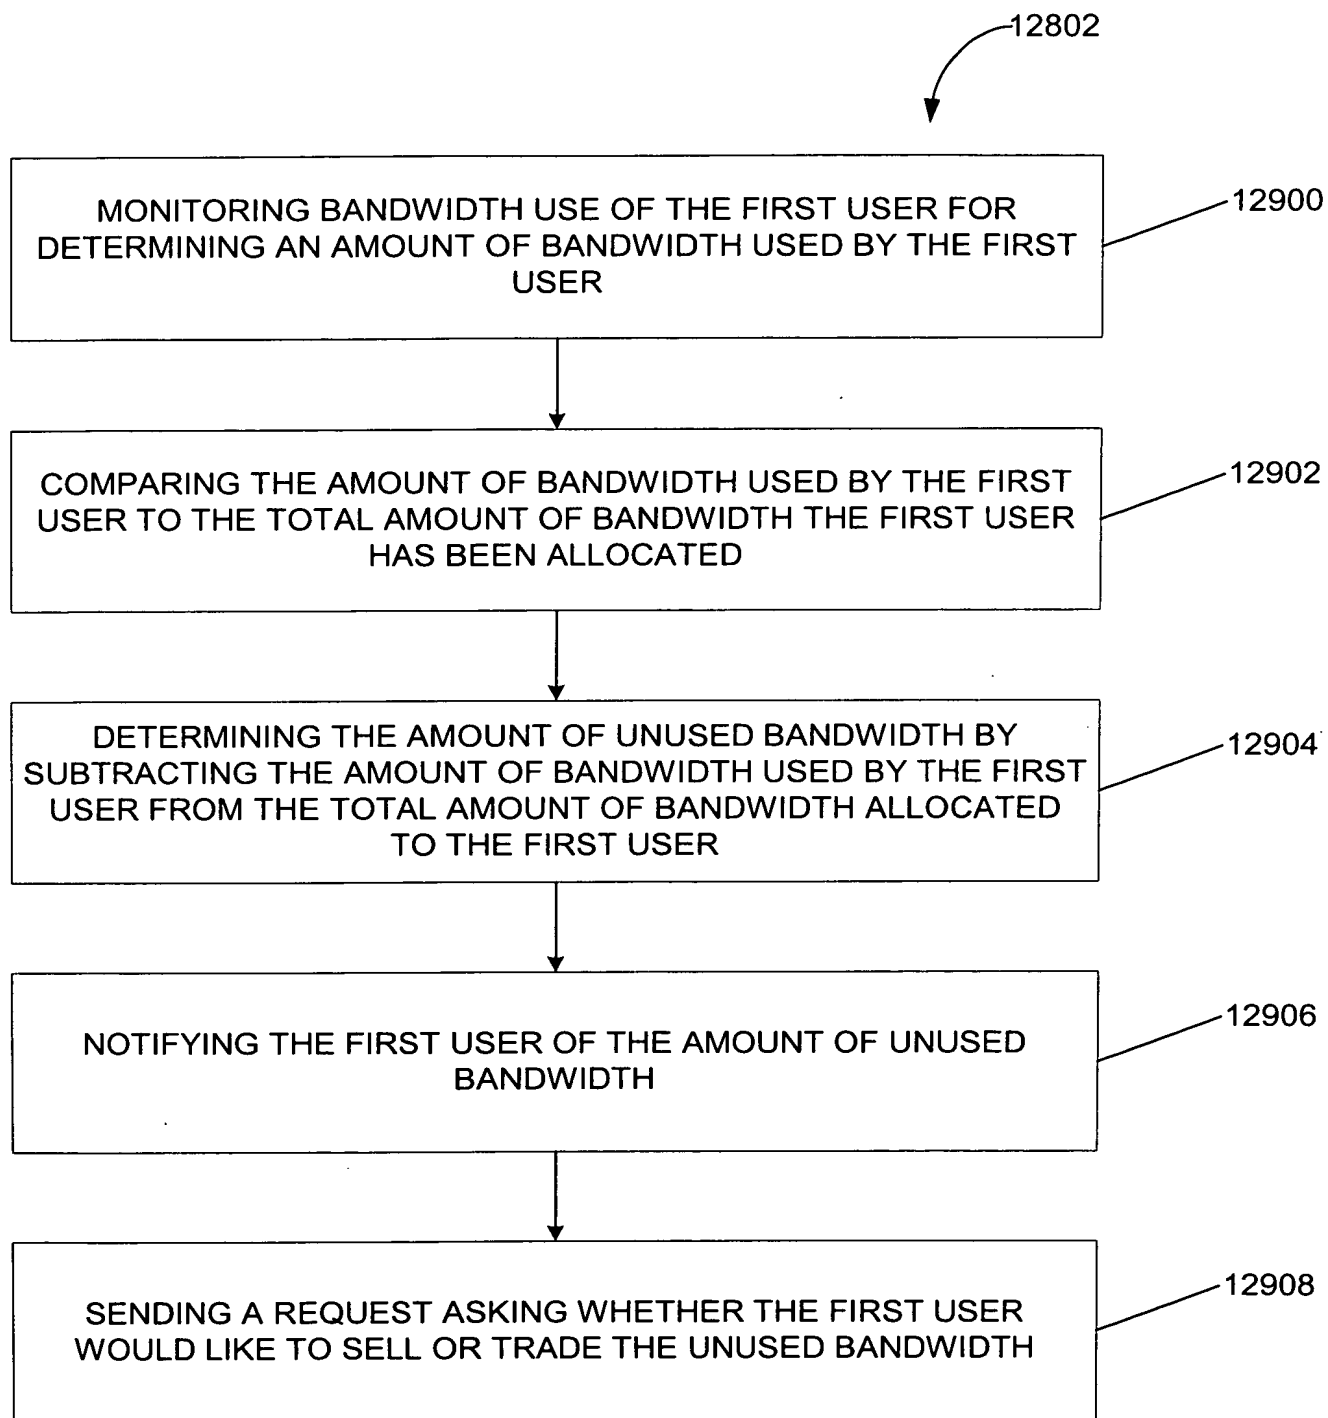 12802
MONITORING BANDWIDTH USE OF THE FIRST USER FOR
DETERMINING AN AMOUNT OF BANDWIDTH USED BY THE FIRST
USER
12900
COMPARING THE AMOUNT OF BANDWIDTH USED BY THE FIRST
USER TO THE TOTAL AMOUNT OF BANDWIDTH THE FIRST USER
HAS BEEN ALLOCATED
12902
DETERMINING THE AMOUNT OF UNUSED BANDWIDTH BY
SUBTRACTING THE AMOUNT OF BANDWIDTH USED BY THE FIRST
USER FROM THE TOTAL AMOUNT OF BANDWIDTH ALLOCATED
TO THE FIRST USER
12904
NOTIFYING THE FIRST USER OF THE AMOUNT OF UNUSED
BANDWIDTH
12906
SENDING A REQUEST ASKING WHETHER THE FIRST USER
WOULD LIKE TO SELL OR TRADE THE UNUSED BANDWIDTH
12908